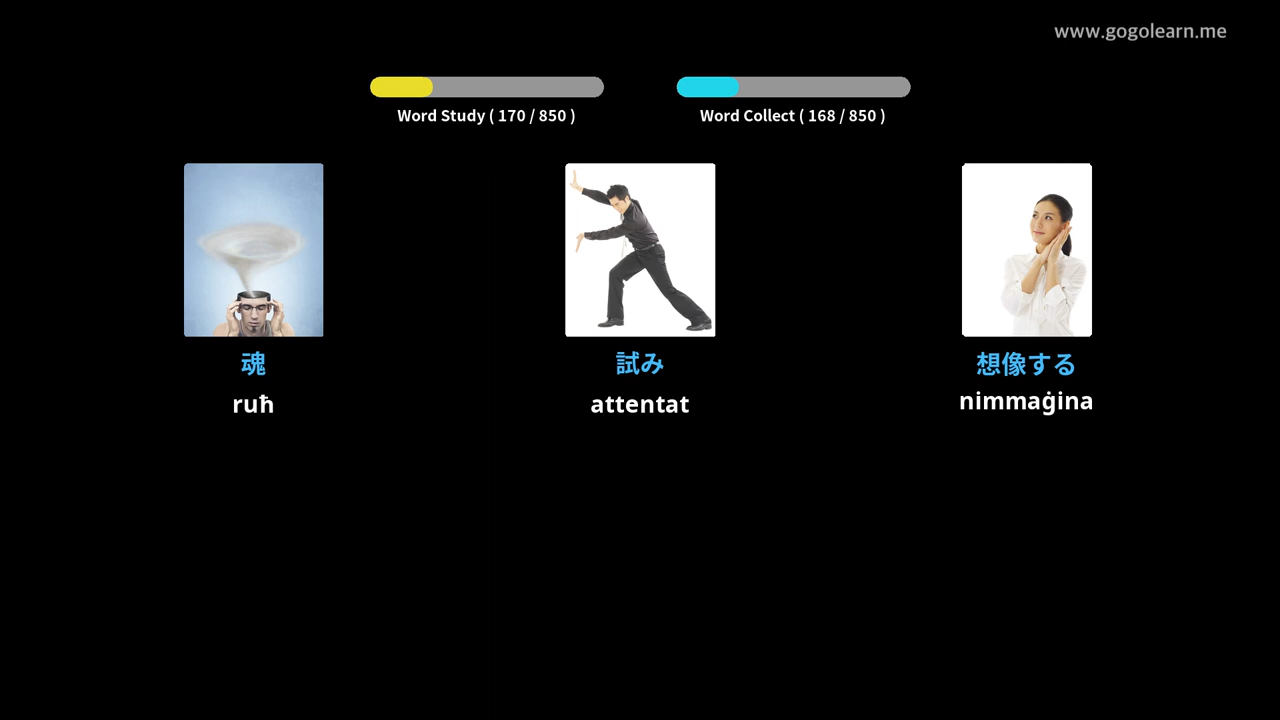 www.gogolearn.me
Word Study ( 170 / 850 )
Word Collect ( 168 / 850 )
魂
試み
想像する
ruħ
attentat
nimmaġina